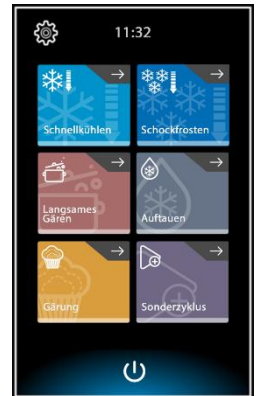 11:32
Schnellkühlen
Schockfrosten
Langsames
Garen
Auftauen
Gärung
Sonderzyklus